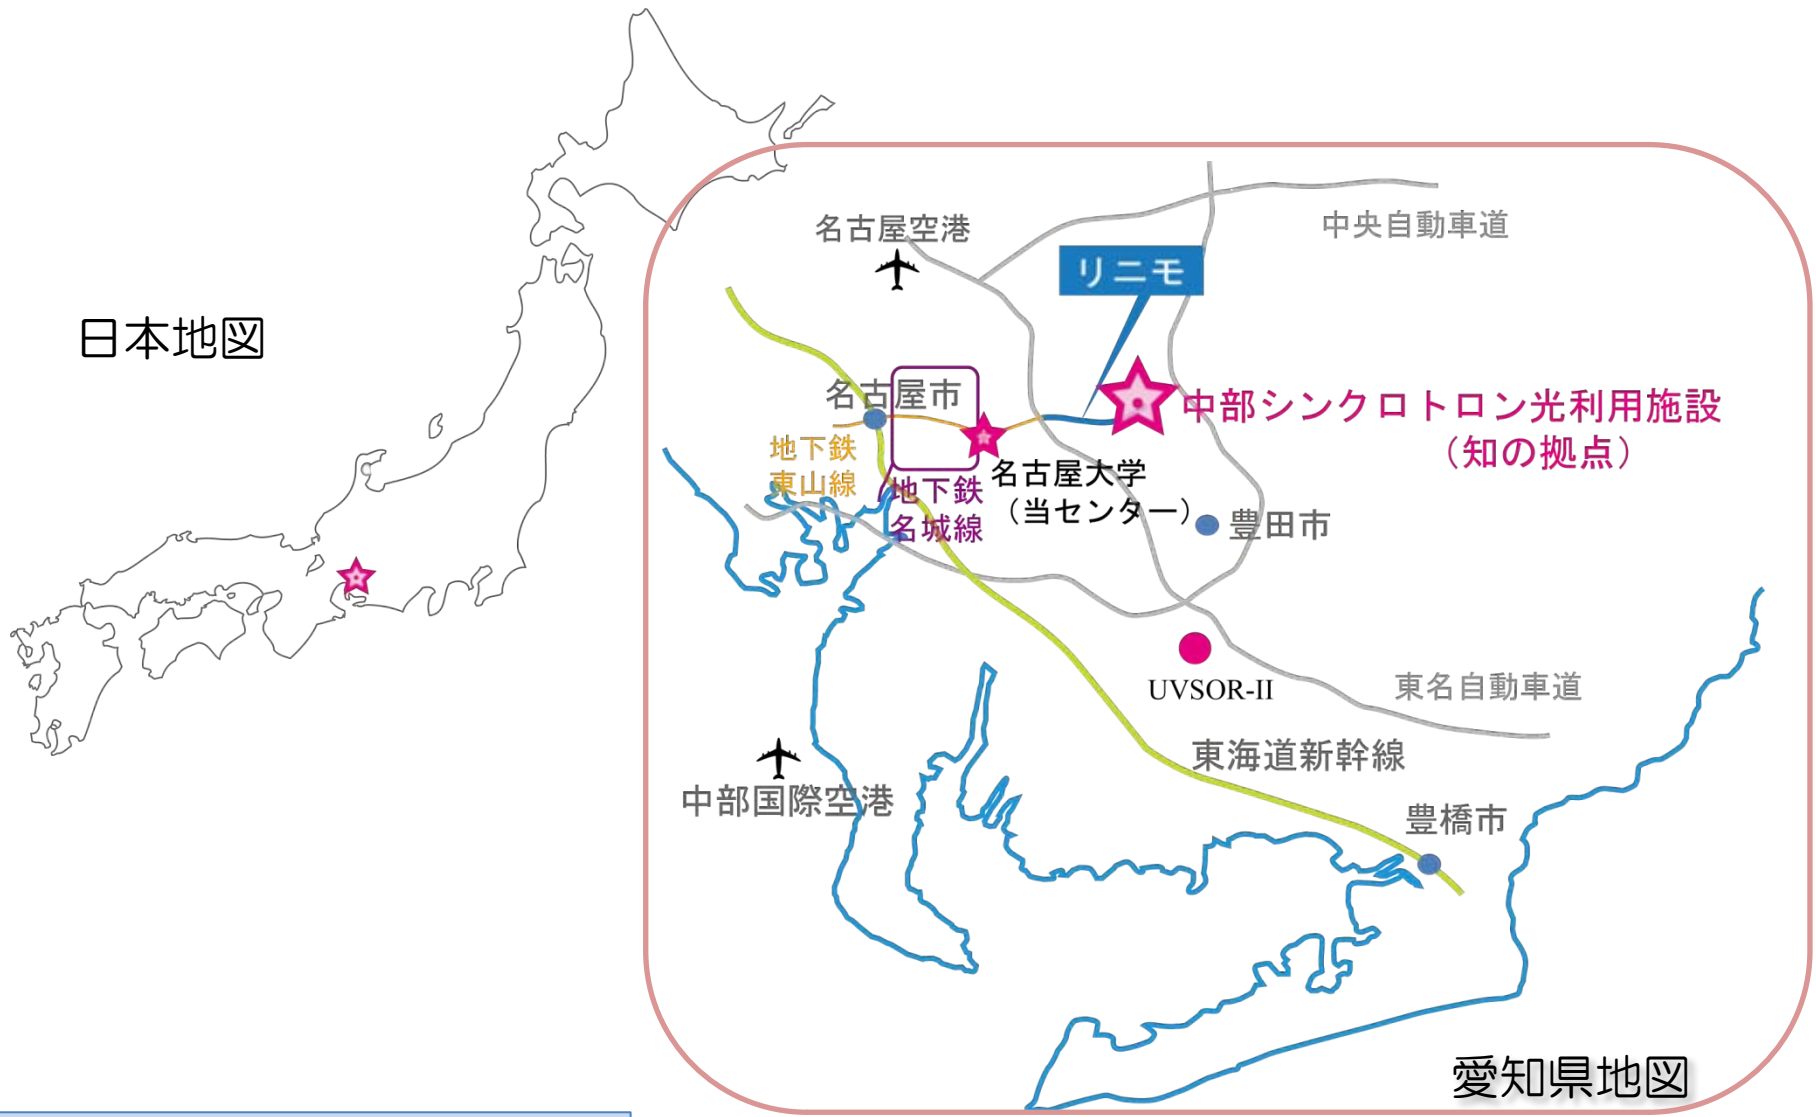 日本地図
名古屋空港
中央自動車道
リニモ
名古屋市
中部シンクロトロン光利用施設
（知の拠点）
地下鉄
東山線
地下鉄
名城線
名古屋大学
（当センター）
豊田市
UVSOR-II
東名自動車道
東海道新幹線
中部国際空港
豊橋市
愛知県地図